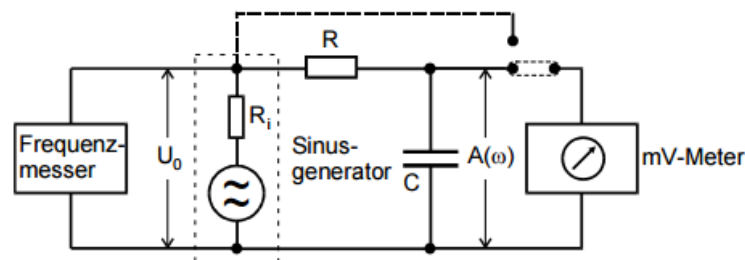 R
Frequenz-
messer
U₀
Rᵢ
Sinus-
generator
C
A(ω)
mV-Meter